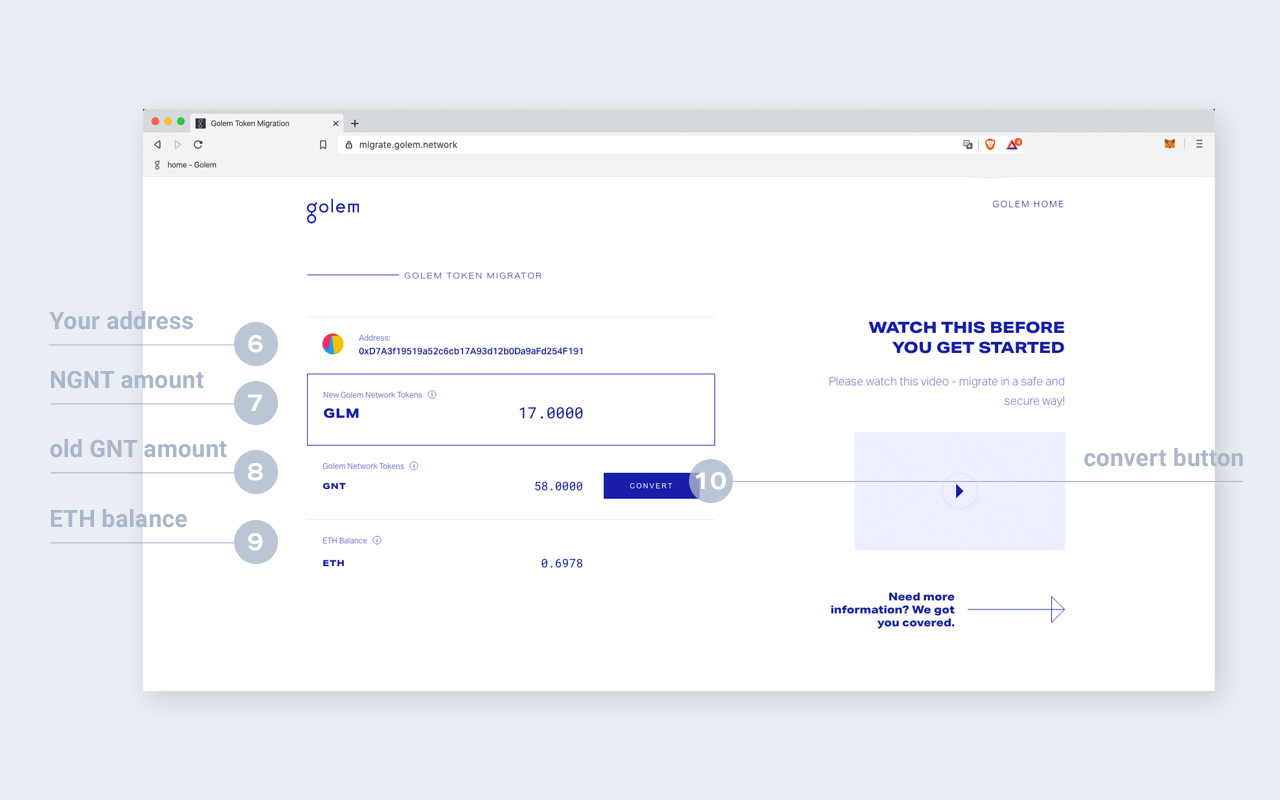 Golem Token Migration
migrate.golem.network
4
home - Golem
golem
GOLEM HOME
GOLEM TOKEN MIGRATOR
Your address
6
Address:
0xD7A3f19519a52c6cb17A93d12b0Da9aFd254F191
NGNT amount
7
New Golem Network Tokens
GLM
17.0000
old GNT amount
8
Golem Network Tokens
GNT
58.0000
CONVERT
10
convert button
ETH balance
9
ETH Balance
ETH
0.6978
WATCH THIS BEFORE
YOU GET STARTED
Please watch this video - migrate in a safe and
secure way!
Need more
information? We got
you covered.